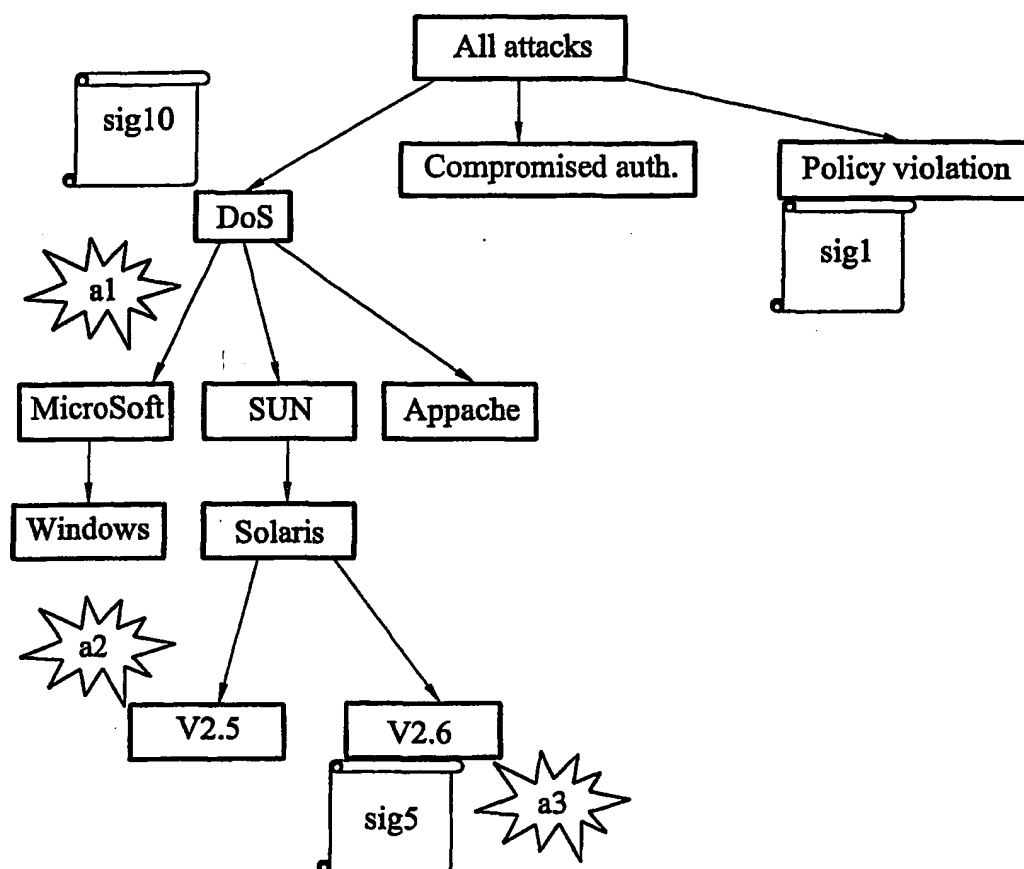 All attacks
sig10
Compromised auth.
Policy violation
DoS
sig1
a1
MicroSoft
SUN
Appache
Windows
Solaris
a2
V2.5
V2.6
a3
sig5